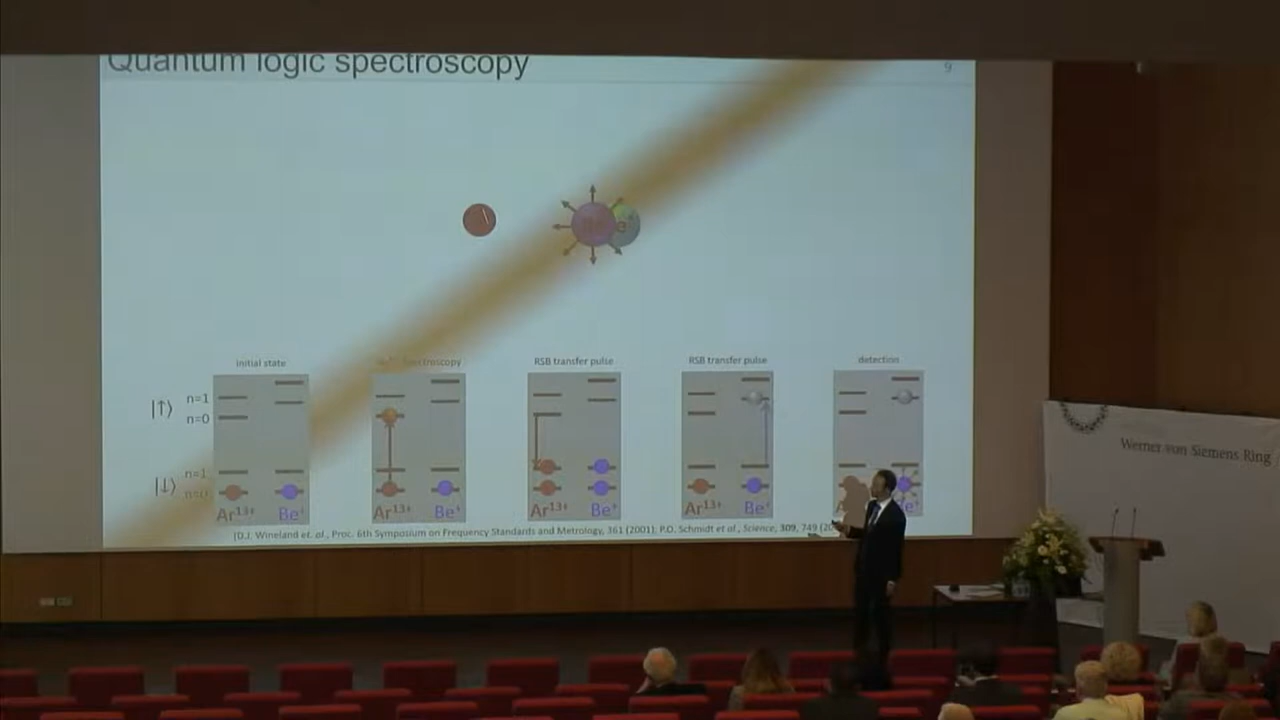 Quantum logic spectroscopy
9
initial state
spectroscopy
RSB transfer pulse
RSB transfer pulse
detection
|↑⟩
n=1
n=0
|↓⟩
n=1
n=0
Ar¹³⁺ Be⁺
Ar¹³⁺ Be⁺
Ar¹³⁺ Be⁺
Ar¹³⁺ Be⁺
[D.J. Wineland et. al., Proc. 6th Symposium on Frequency Standards and Metrology, 361 (2001); P.O. Schmidt et al., Science, 309, 749
Werner von Siemens Ring